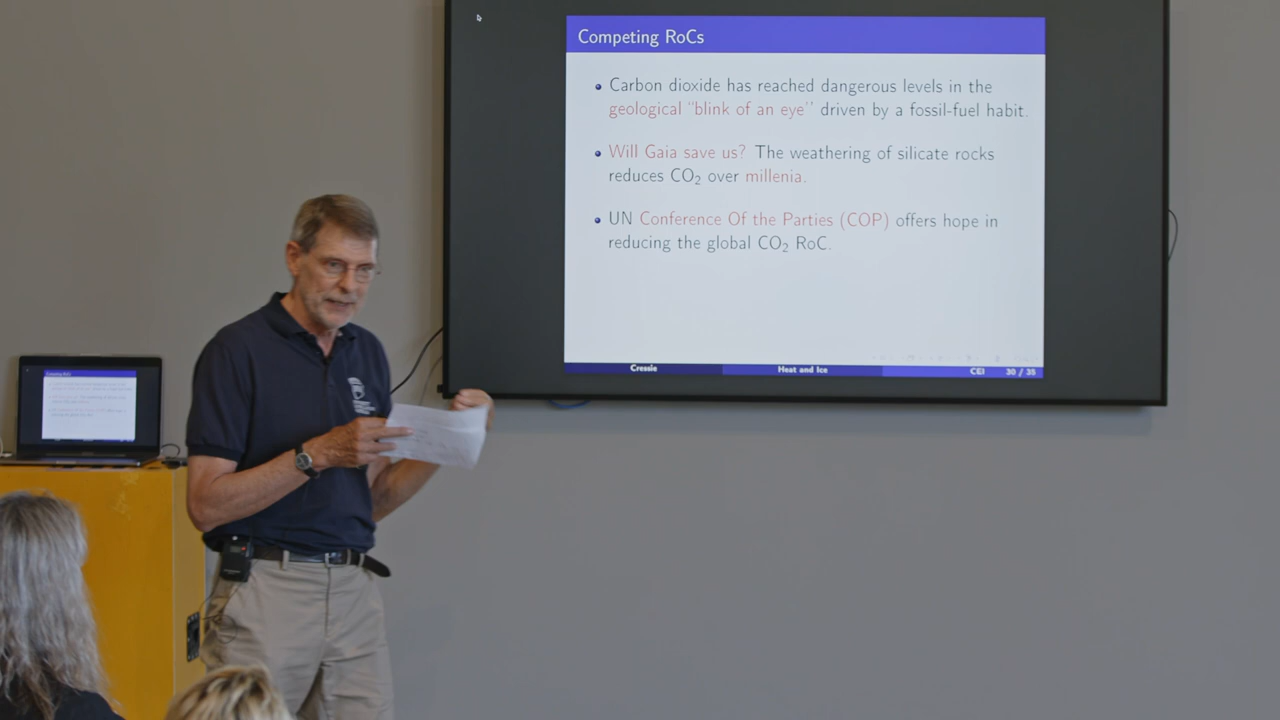 Competing RoCs
Carbon dioxide has reached dangerous levels in the
geological "blink of an eye" driven by a fossil-fuel habit.
Will Gaia save us? The weathering of silicate rocks
reduces CO₂ over millenia.
UN Conference Of the Parties (COP) offers hope in
reducing the global CO₂ RoC.
Cressie
Heat and Ice
CEI 30 / 35
Competing RoCs